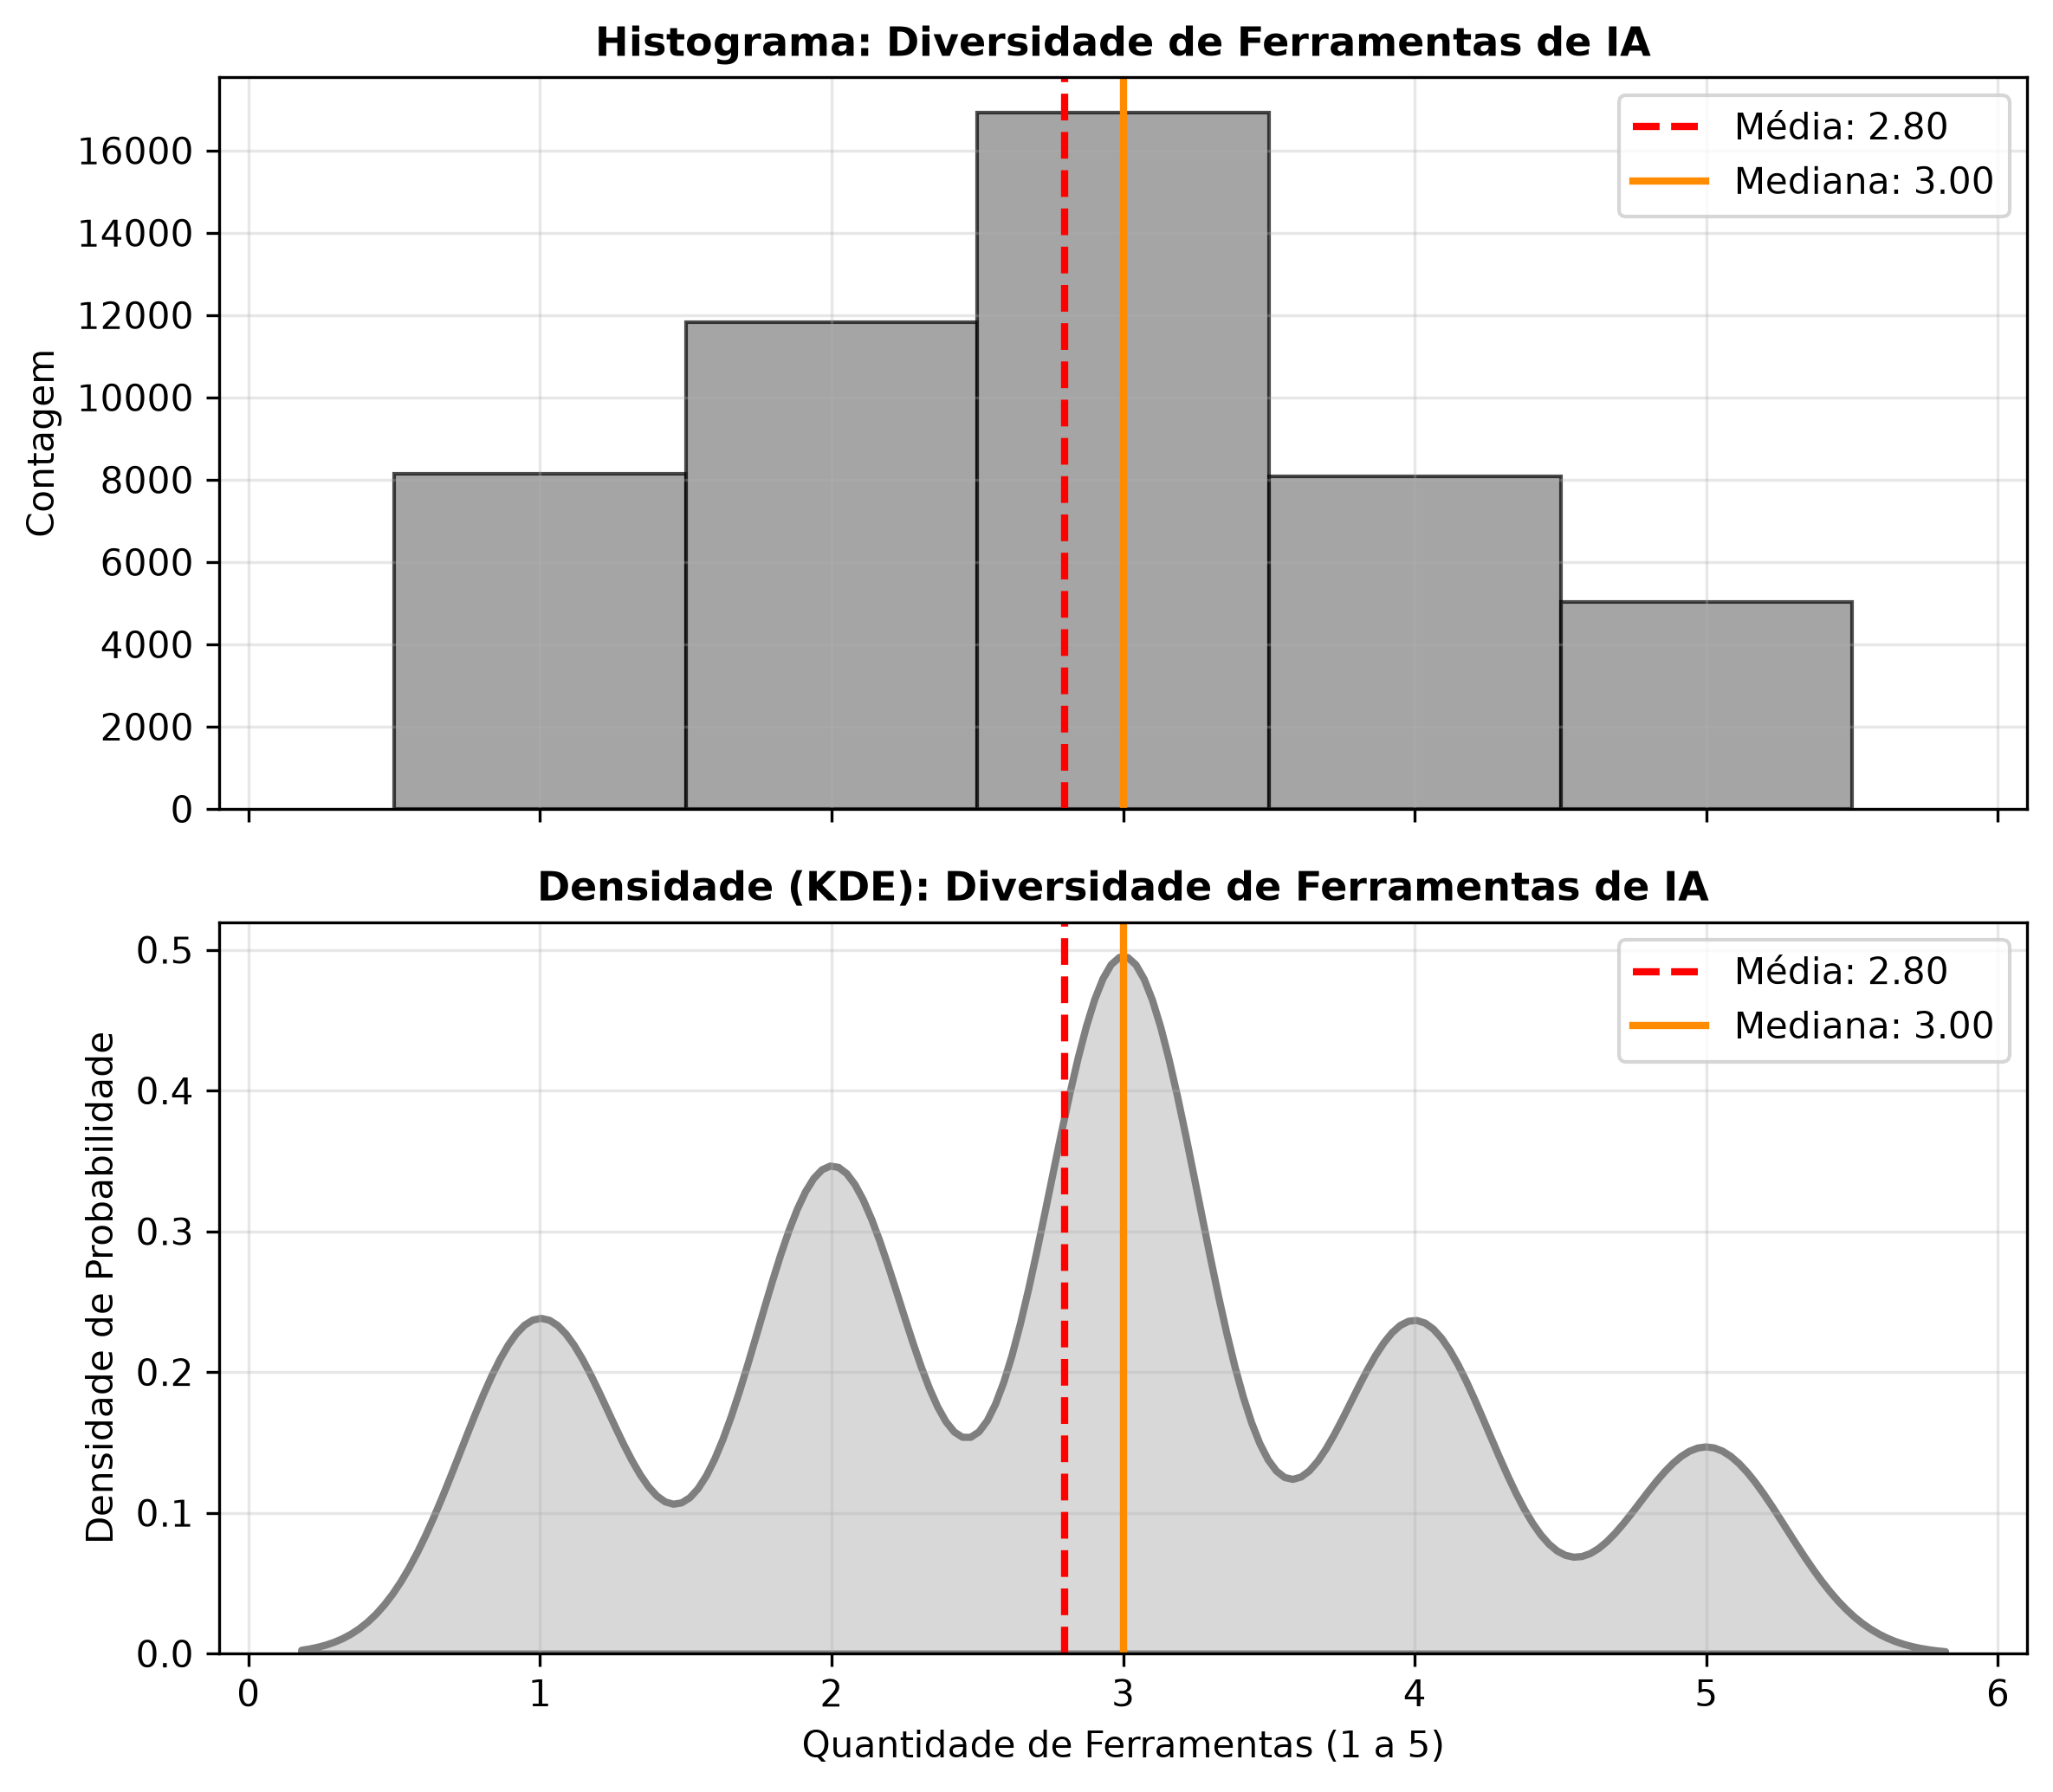 Histograma: Diversidade de Ferramentas de IA
Média: 2.80
Mediana: 3.00
Contagem
16000
14000
12000
10000
8000
6000
4000
2000
0
Densidade (KDE): Diversidade de Ferramentas de IA
Média: 2.80
Mediana: 3.00
Densidade de Probabilidade
0.5
0.4
0.3
0.2
0.1
0.0
0 1 2 3 4 5 6
Quantidade de Ferramentas (1 a 5)